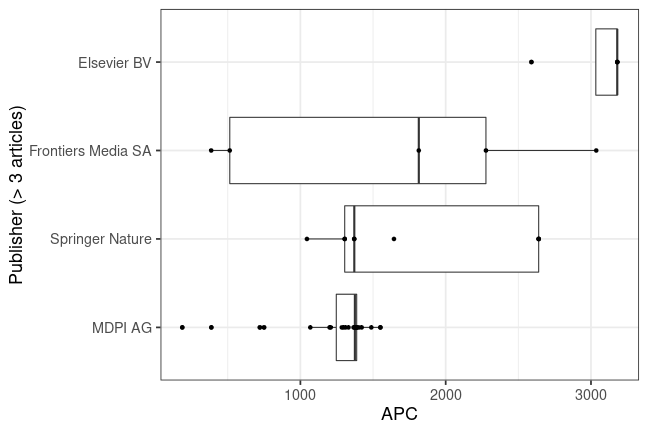 Elsevier BV
Frontiers Media SA
Springer Nature
MDPI AG
Publisher (> 3 articles)
1000 2000 3000
APC